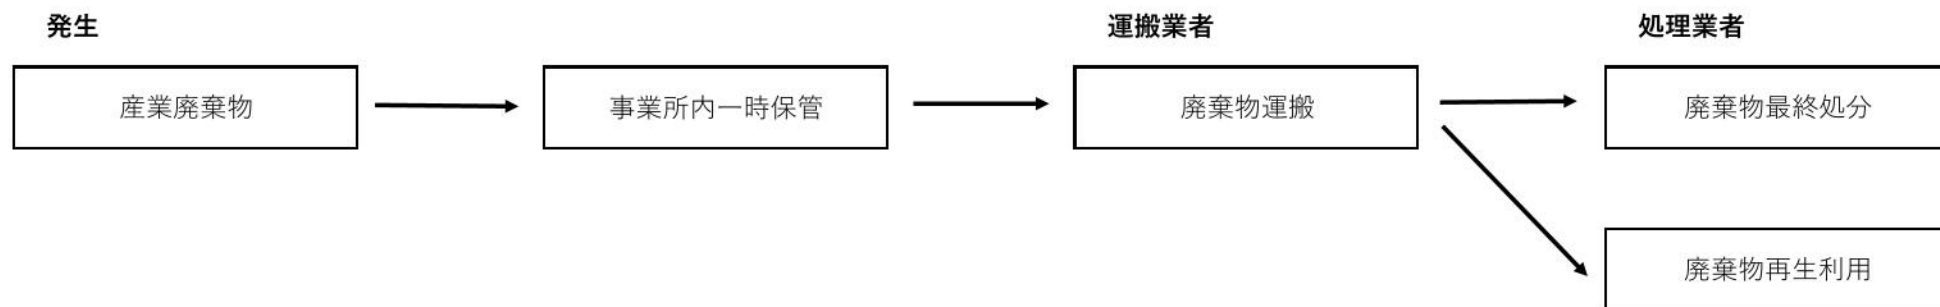 発生
運搬業者
処理業者
産業廃棄物
事業所内一時保管
廃棄物運搬
廃棄物最終処分
廃棄物再生利用